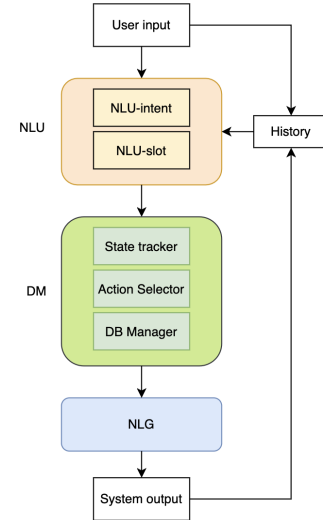 User input
NLU-intent
NLU
History
NLU-slot
State tracker
DM
Action Selector
DB Manager
NLG
System output